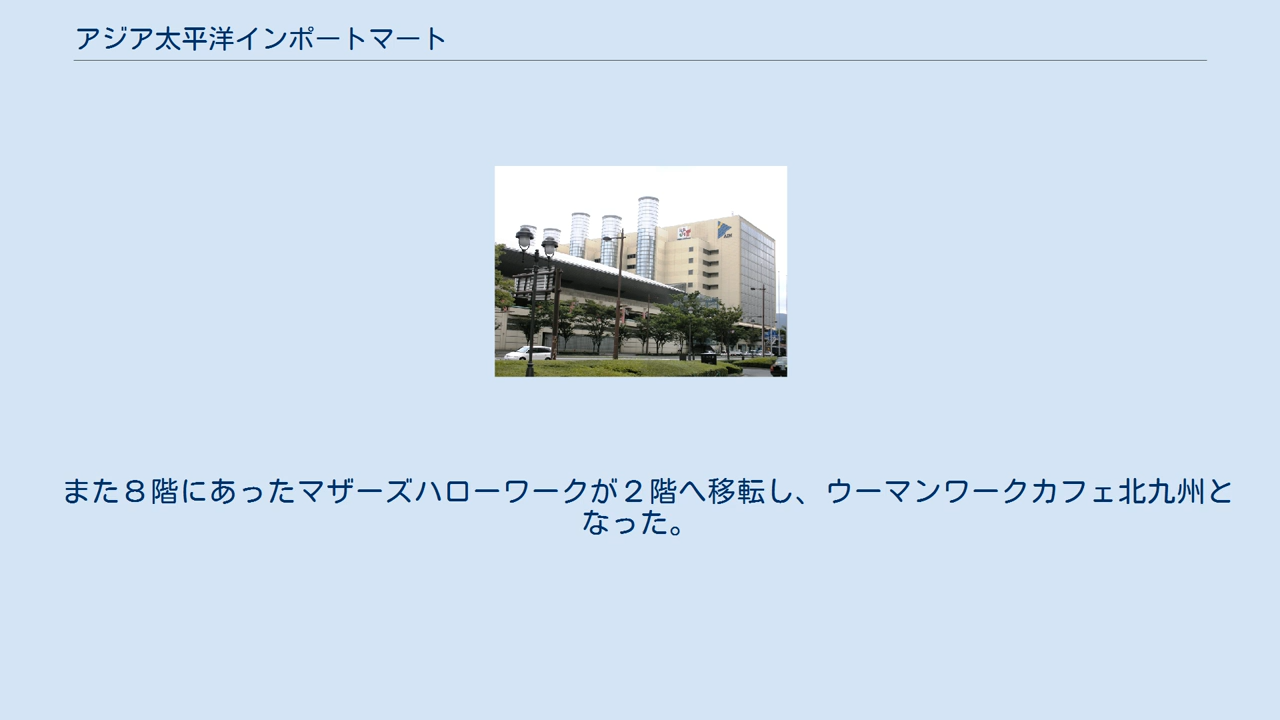 アジア太平洋インポートマート
また８階にあったマザーズハローワークが２階へ移転し、ウーマンワークカフェ北九州と
なった。